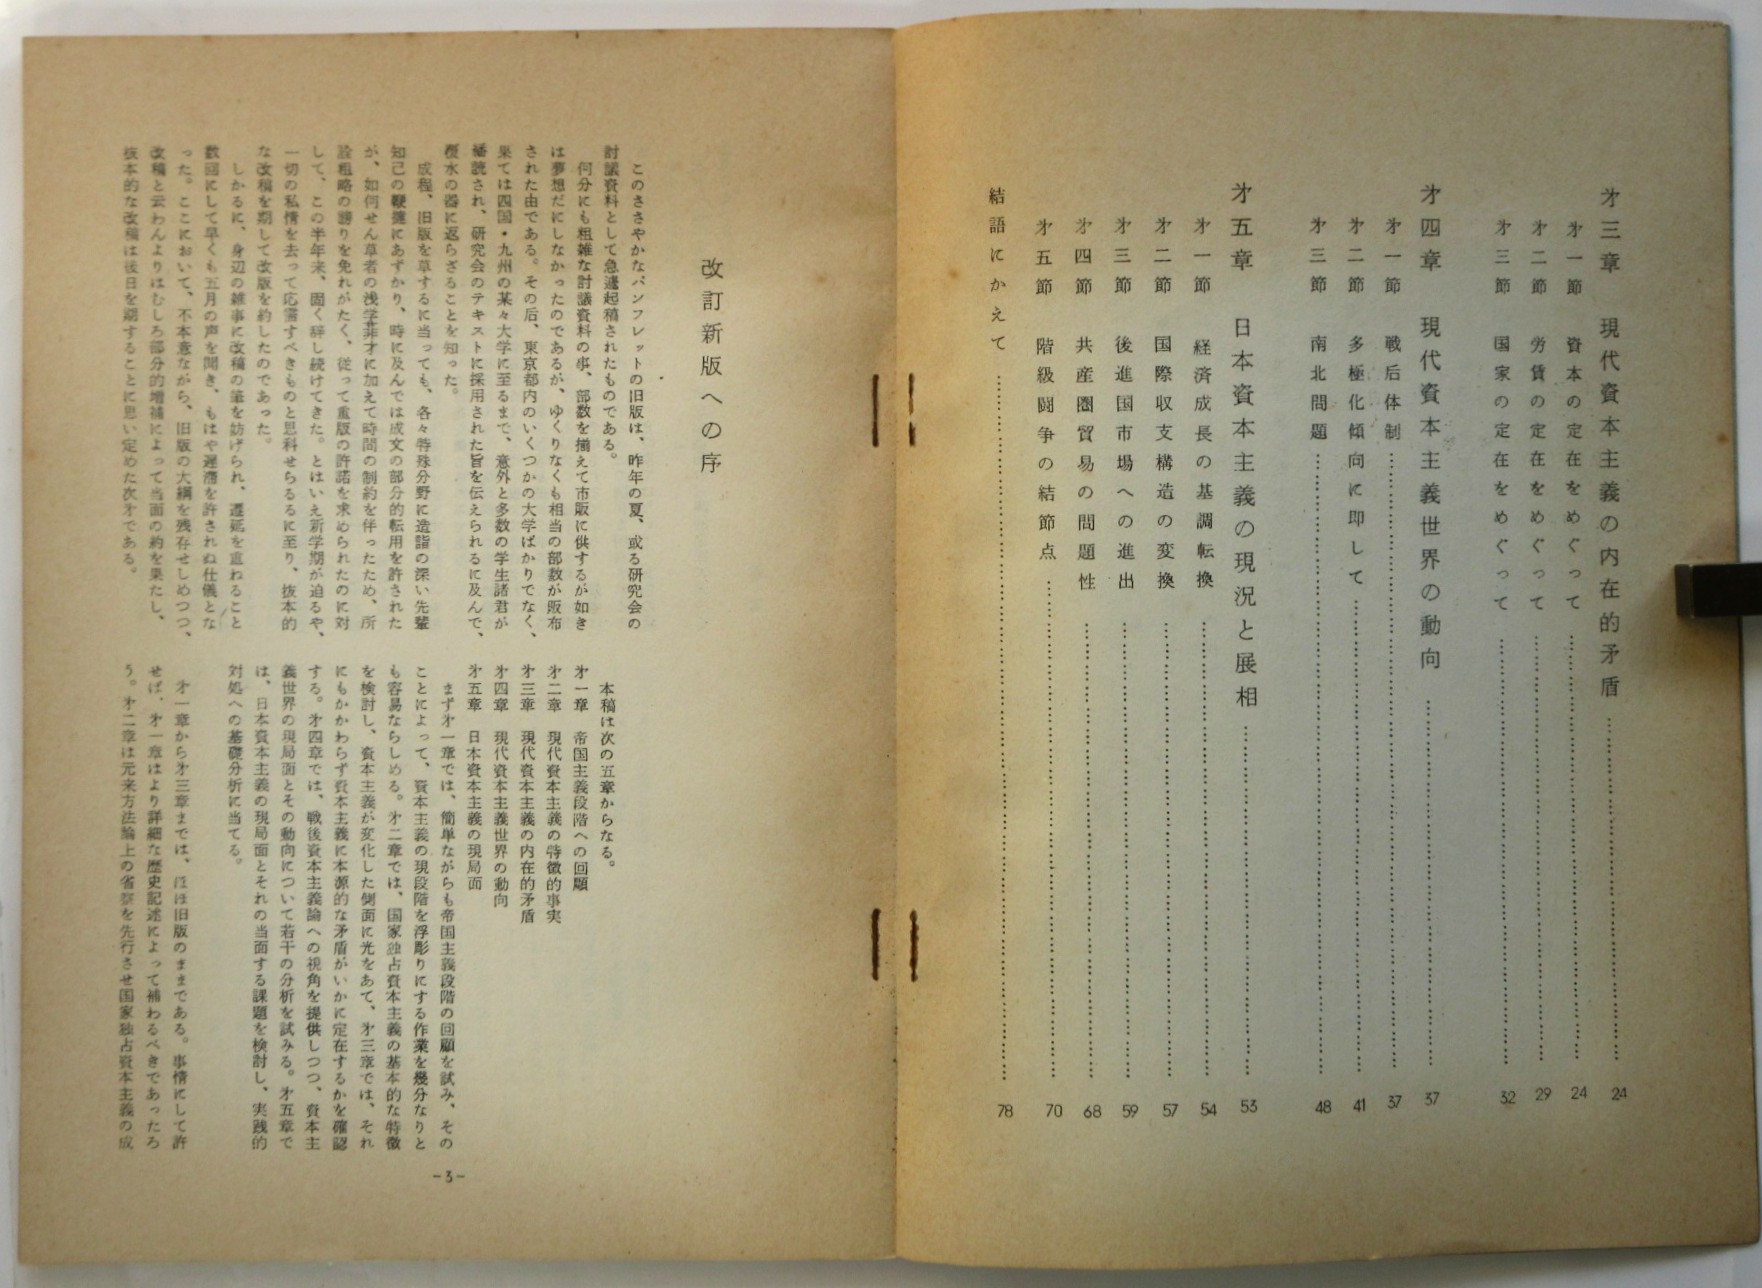 才三章　現代資本主義の内在的矛盾……………24
才一節　資本の定在をめぐって……………24
才二節　労賃の定在をめぐって……………29
才三節　国家の定在をめぐって……………32
才四章　現代資本主義世界の動向……………37
才一節　戦后体制……………37
才二節　多極化傾向に即して……………41
才三節　南北問題……………48
才五章　日本資本主義の現況と展相……………53
才一節　経済成長の基調転換……………54
才二節　国際収支構造の変換……………57
才三節　後進国市場への進出……………59
才四節　共産圏貿易の問題性……………68
才五節　階級闘争の結節点……………70
結語にかえて……………78
改訂新版への序
このささやかなパンフレットの旧版は、昨年の夏、或る研究会の
討議資料として急遽起稿されたものである。
何分にも粗雑な討議資料の事、部数を揃えて市販に供するが如き
は夢想だにしなかったのであるが、ゆくりなくも相当の部数が販布
された由である。その后、東京都内のいくつかの大学ばかりでなく、
果ては四国・九州の某々大学に至るまで、意外と多数の学生諸君が
播読され、研究会のテキストに採用された旨を伝えられるに及んで、
覆水の器に返らざることを知った。
成程、旧版を草するに当っても、各々特殊分野に造詣の深い先輩
知己の鞭撻にあずかり、時に及んでは成文の部分的転用を許された
が、如何せん草者の浅学菲才に加えて時間の制約を伴ったため、所
詮粗略の謗りを免れがたく、従って重版の許諾を求められたのに対
して、この半年来、固く辞し続けてきた。とはいえ新学期が迫るや、
一切の私情を去って応需すべきものと思料せらるるに至り、抜本的
な改稿を期して改版を約したのであった。
しかるに、身辺の雑事に改稿の筆を妨げられ、遷延を重ねること
数回にして早くも五月の声を聞き、もはや遅滞を許されぬ仕儀とな
った。ここにおいて、不本意ながら、旧版の大綱を残存せしめつつ、
改稿と云わんよりはむしろ部分的増補によって当面の約を果たし、
抜本的な改稿は後日を期することに思い定めた次才である。
本稿は次の五章からなる。
才一章　帝国主義段階への回顧
才二章　現代資本主義の特徴的事実
才三章　現代資本主義の内在的矛盾
才四章　現代資本主義世界の動向
才五章　日本資本主義の現局面
まず才一章では、簡単ながらも帝国主義段階の回顧を試み、その
ことによって、資本主義の現段階を浮彫りにする作業を幾分なりと
も容易ならしめる。才二章では、国家独占資本主義の基本的な特徴
を検討し、資本主義が変化した側面に光をあて、才三章では、それ
にもかかわらず資本主義に本源的な矛盾がいかに定在するかを確認
する。才四章では、戦後資本主義論への視角を提供しつつ、資本主
義世界の現局面とその動向について若干の分析を試みる。才五章で
は、日本資本主義の現局面とそれの当面する課題を検討し、実践的
対処への基礎分析に当てる。
才一章から才三章までは、ほぼ旧版のままである。事情にして許
せば、才一章はより詳細な歴史記述によって補わるべきであったろ
う。才二章は元来方法論上の省察を先行させ国家独占資本主義の成
-3-